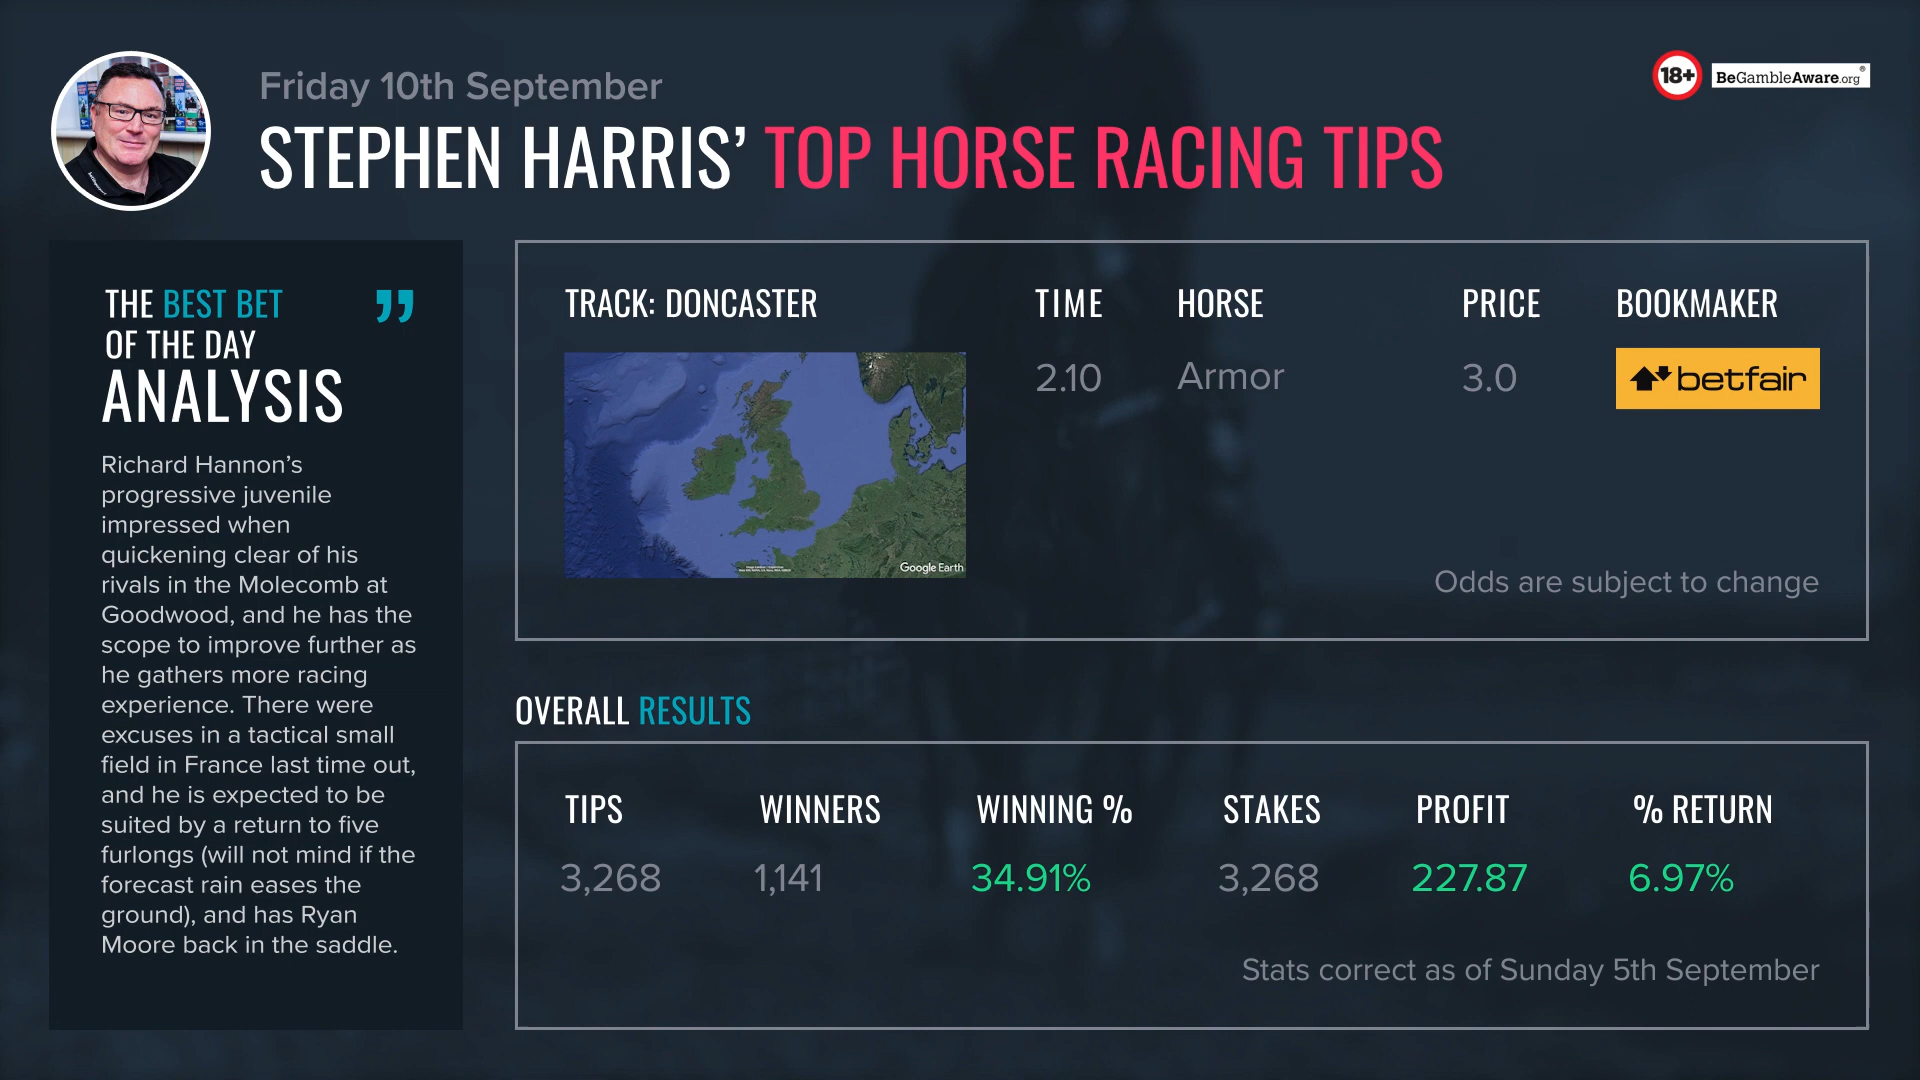 Friday 10th September
STEPHEN HARRIS’ TOP HORSE RACING TIPS
18+
BeGambleAware.org®
THE BEST BET
OF THE DAY
ANALYSIS
”
Richard Hannon’s
progressive juvenile
impressed when
quickening clear of his
rivals in the Molecomb at
Goodwood, and he has the
scope to improve further as
he gathers more racing
experience. There were
excuses in a tactical small
field in France last time out,
and he is expected to be
suited by a return to five
furlongs (will not mind if the
forecast rain eases the
ground), and has Ryan
Moore back in the saddle.
TRACK: DONCASTER TIME HORSE PRICE BOOKMAKER
2.10 Armor 3.0 betfair
Google Earth
Odds are subject to change
OVERALL RESULTS
TIPS WINNERS WINNING % STAKES PROFIT % RETURN
3,268 1,141 34.91% 3,268 227.87 6.97%
Stats correct as of Sunday 5th September